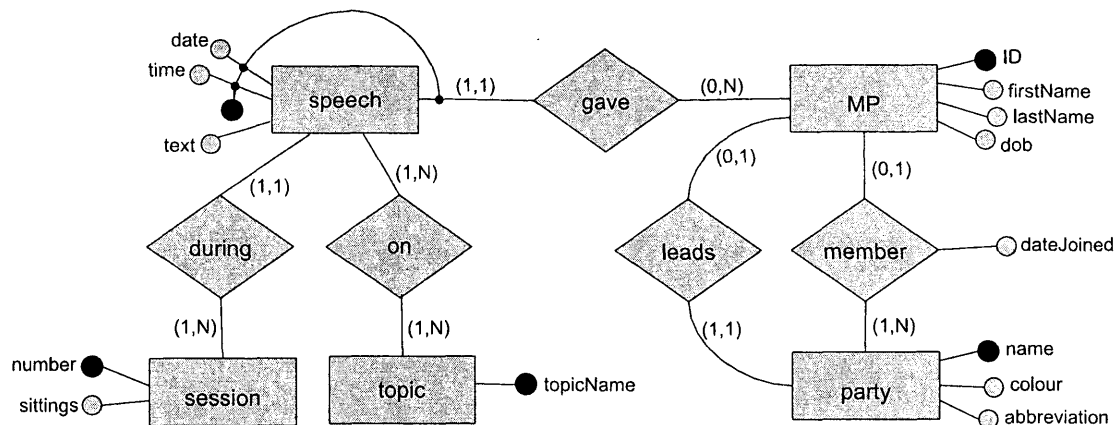 date
time
speech
text
(1,1)
gave
(0,N)
MP
ID
firstName
lastName
dob
(1,1)
(1,N)
(0,1)
(0,1)
during
on
leads
member
dateJoined
(1,N)
(1,N)
(1,1)
(1,N)
number
sittings
session
topic
topicName
party
name
colour
abbreviation